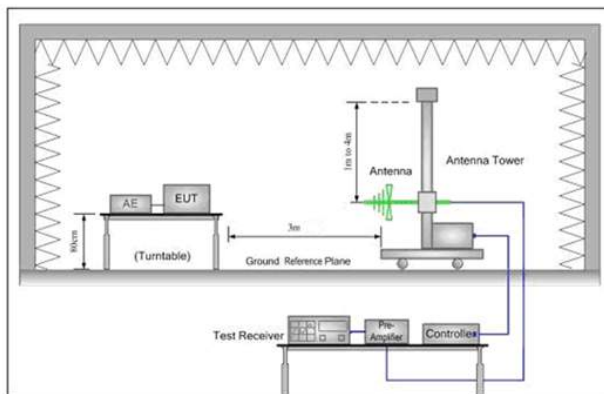 1m to 4m
Antenna
Antenna Tower
AE
EUT
80cm
(Turntable)
3m
Ground Reference Plane
Test Receiver
Pre-
Amplifier
Controller